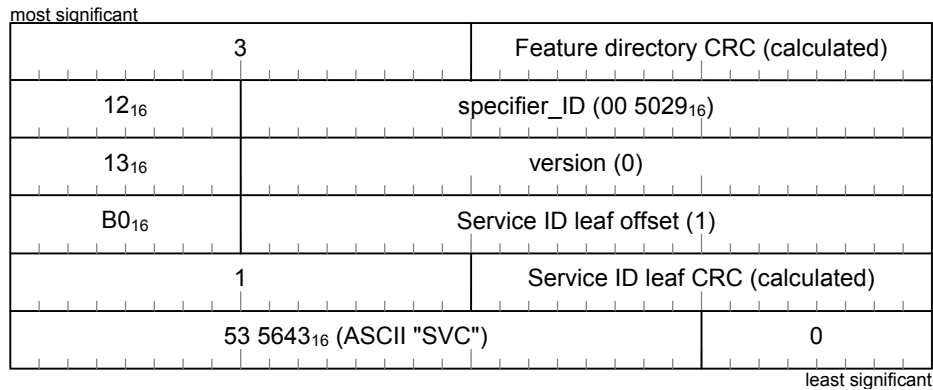 most significant
3 Feature directory CRC (calculated)
12₁₆ specifier_ID (00 5029₁₆)
13₁₆ version (0)
B0₁₆ Service ID leaf offset (1)
1 Service ID leaf CRC (calculated)
53 5643₁₆ (ASCII "SVC") 0
least significant